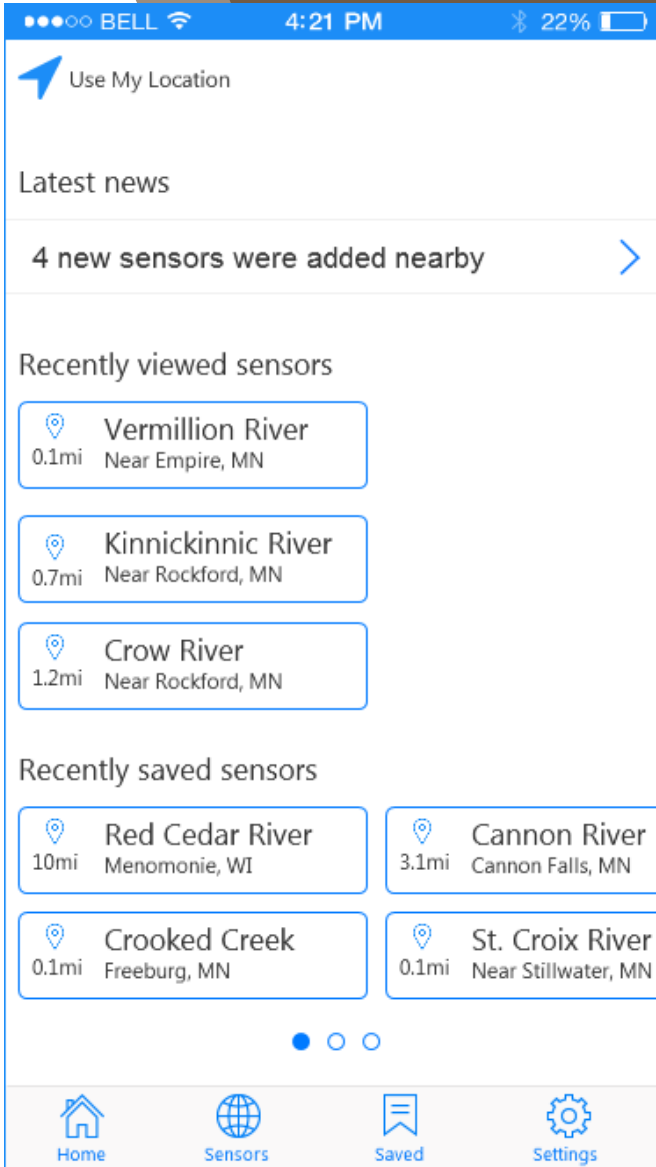 BELL 4:21 PM 22%
Use My Location
Latest news
4 new sensors were added nearby
Recently viewed sensors
Vermillion River
0.1mi Near Empire, MN
Kinnickinnic River
0.7mi Near Rockford, MN
Crow River
1.2mi Near Rockford, MN
Recently saved sensors
Red Cedar River
10mi Menomonie, WI
Cannon River
3.1mi Cannon Falls, MN
Crooked Creek
0.1mi Freeburg, MN
St. Croix River
0.1mi Near Stillwater, MN
Home Sensors Saved Settings